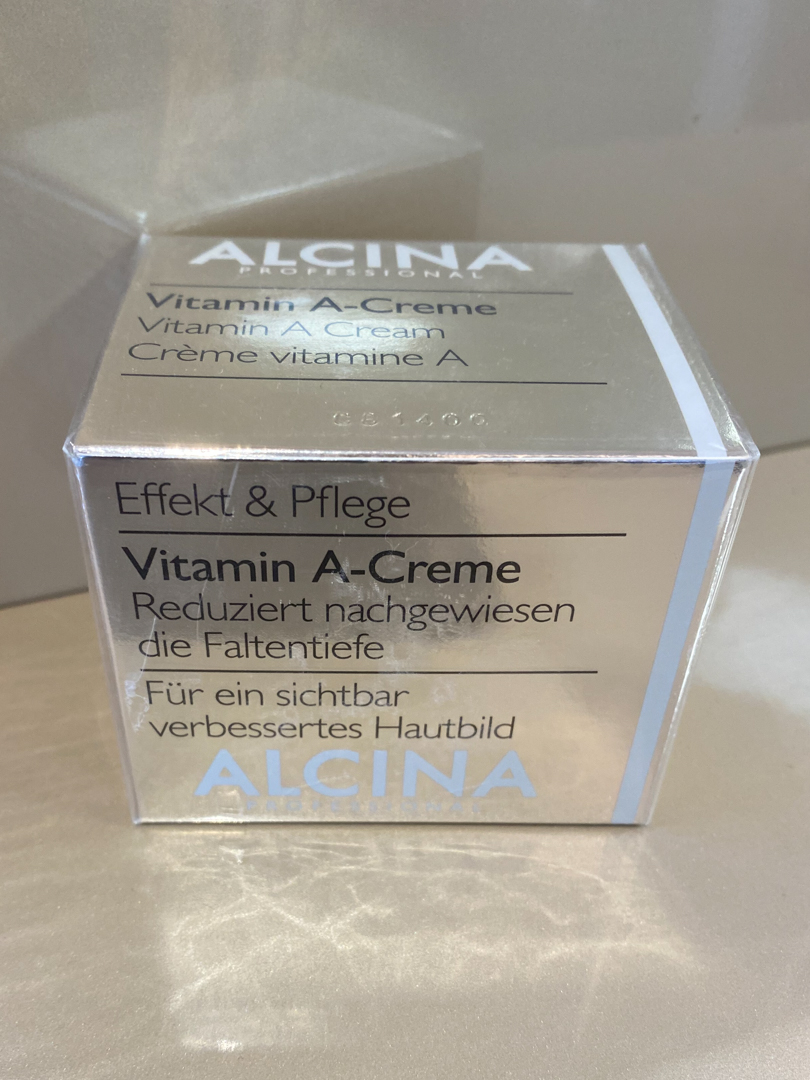 ALCINA
PROFESSIONAL
Vitamin A-Creme
Vitamin A Cream
Crème vitamine A
Effekt & Pflege
Vitamin A-Creme
Reduziert nachgewiesen
die Faltentiefe
Für ein sichtbar
verbessertes Hautbild
ALCINA
PROFESSIONAL